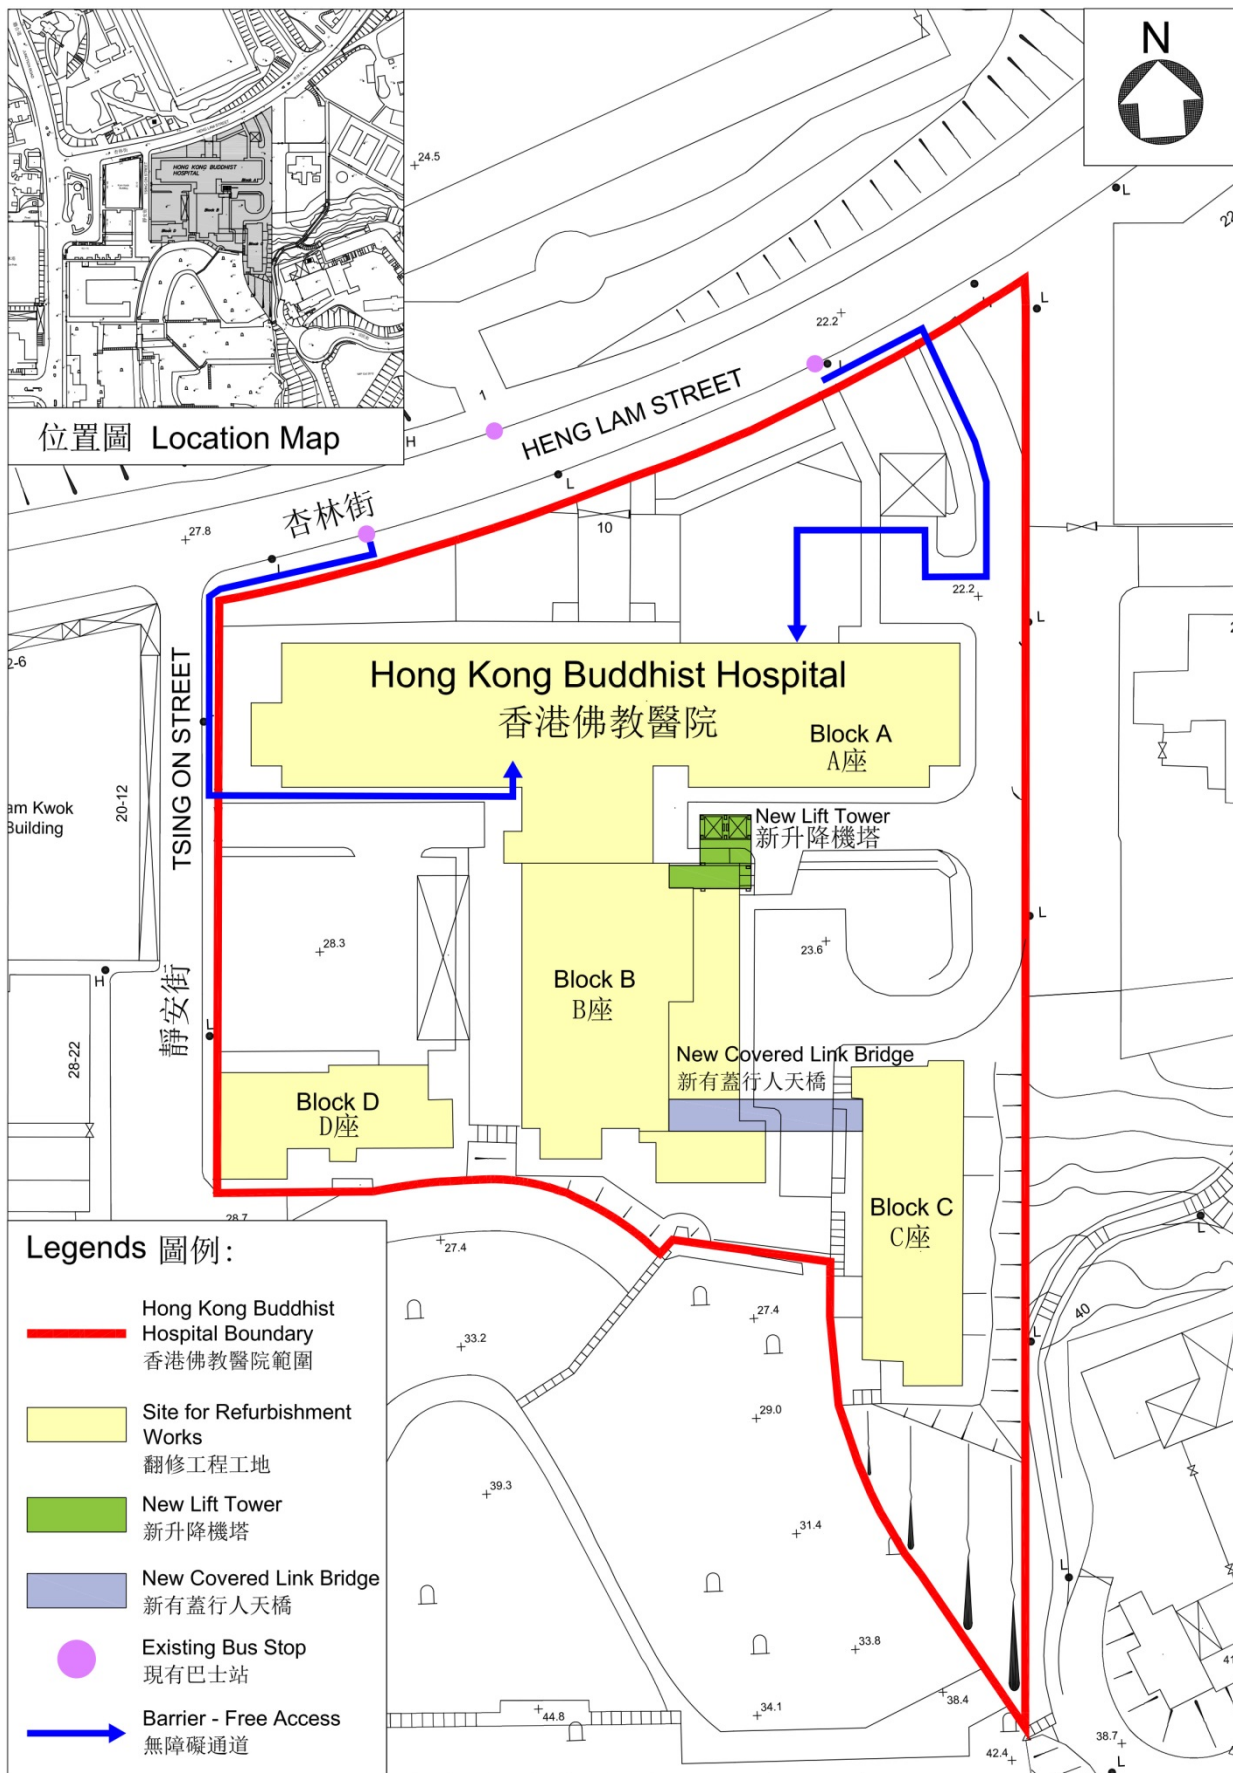 HENG LAM STREET
HONG KONG BUDDHIST
HOSPITAL
Block A
Block B
Block D
位置圖 Location Map
N
24.5
L
22
22.2
L
L
L
1
H
HENG LAM STREET
杏林街
L
27.8
10
L
22.2
L
2-6
TSING ON STREET
靜安街
Hong Kong Buddhist Hospital
香港佛教醫院
Block A
A座
am Kwok
Building
20-12
New Lift Tower
新升降機塔
L
28.3
23.6
H
Block B
B座
L
28-22
New Covered Link Bridge
新有蓋行人天橋
Block D
D座
Block C
C座
28.7
27.4
L
27.4
40
33.2
L
29.0
39.3
31.4
L
33.8
41
38.4
34.1
44.8
38.7
42.4
L
Legends 圖例:
Hong Kong Buddhist
Hospital Boundary
香港佛教醫院範圍
Site for Refurbishment
Works
翻修工程工地
New Lift Tower
新升降機塔
New Covered Link Bridge
新有蓋行人天橋
Existing Bus Stop
現有巴士站
Barrier - Free Access
無障礙通道